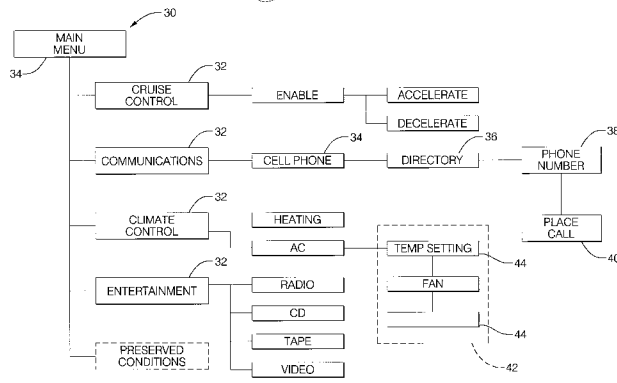 30
MAIN
MENU
34
32
CRUISE
CONTROL
ENABLE
ACCELERATE
DECELERATE
32
COMMUNICATIONS
34
CELL PHONE
36
DIRECTORY
38
PHONE
NUMBER
32
CLIMATE
CONTROL
HEATING
AC
TEMP SETTING
44
PLACE
CALL
40
32
ENTERTAINMENT
RADIO
FAN
CD
44
TAPE
42
PRESERVED
CONDITIONS
VIDEO